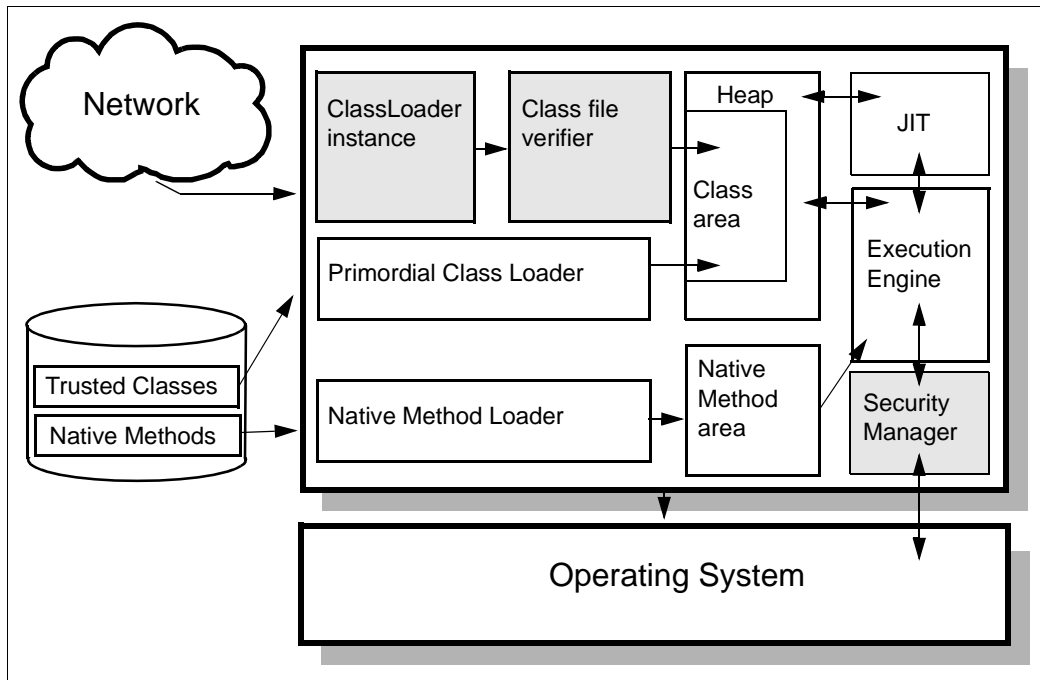 Network
ClassLoader
instance
Class file
verifier
Heap
JIT
Class
area
Primordial Class Loader
Execution
Engine
Trusted Classes
Native Methods
Native Method Loader
Native
Method
area
Security
Manager
Operating System